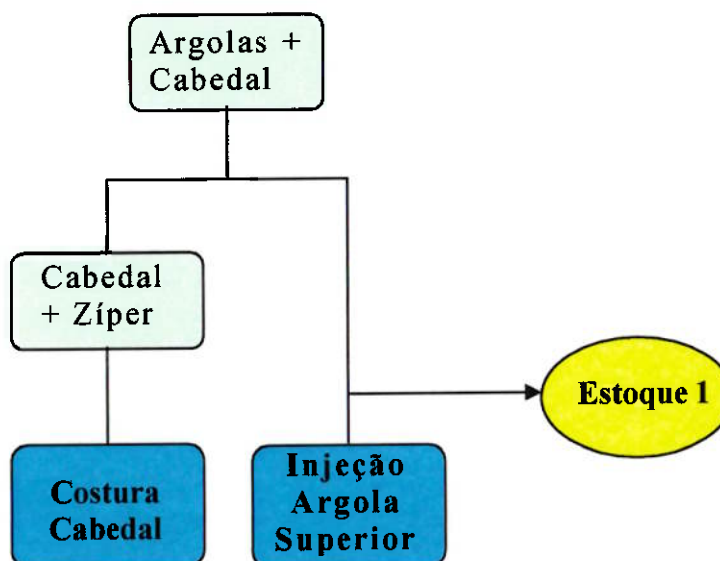 Argolas +
Cabedal
Cabedal
+ Zíper
Estoque 1
Costura
Cabedal
Injeção
Argola
Superior